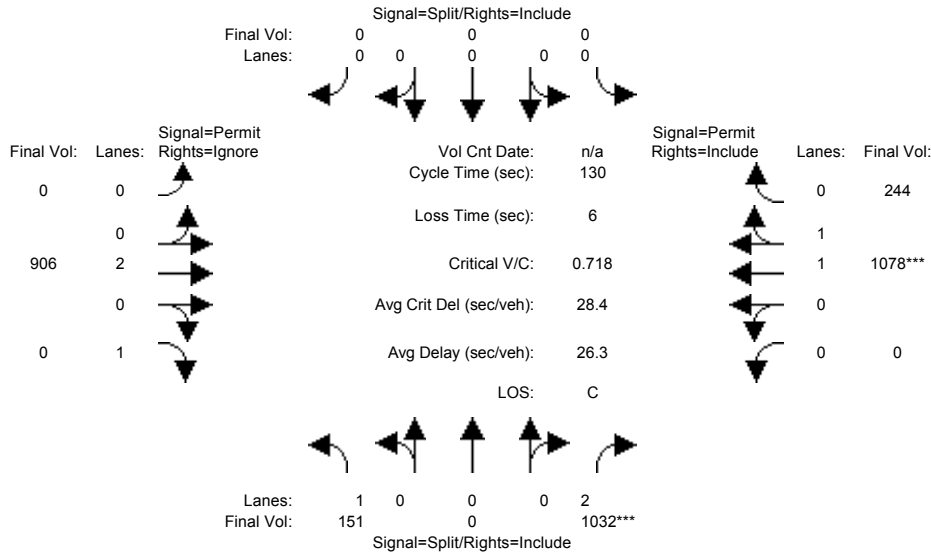 Signal=Split/Rights=Include
Final Vol: 0 0 0
Lanes: 0 0 0 0 0
Signal=Permit Signal=Permit
Final Vol: Lanes: Rights=Ignore Vol Cnt Date: n/a Rights=Include Lanes: Final Vol:
Cycle Time (sec): 130
0 0 0 244
Loss Time (sec): 6
0 1
906 2 Critical V/C: 0.718 1 1078***
0 Avg Crit Del (sec/veh): 28.4 0
0 1 Avg Delay (sec/veh): 26.3 0 0
LOS: C
Lanes: 1 0 0 0 2
Final Vol: 151 0 1032***
Signal=Split/Rights=Include